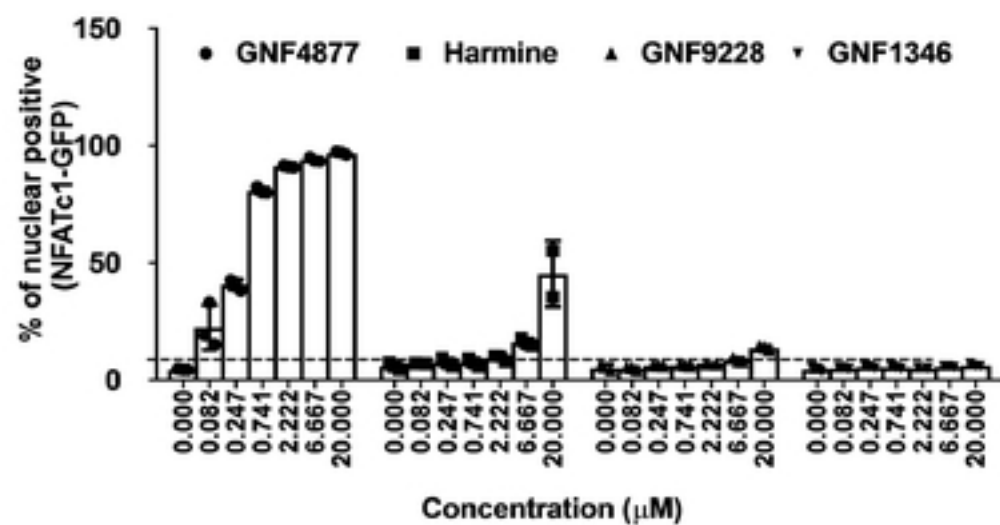 150
GNF4877 Harmine GNF9228 GNF1346
100
50
0
% of nuclear positive
(NFATc1-GFP)
0.000 0.082 0.247 0.741 2.222 6.667 20.000 0.000 0.082 0.247 0.741 2.222 6.667 20.000 0.000 0.082 0.247 0.741 2.222 6.667 20.000 0.000 0.082 0.247 0.741 2.222 6.667 20.000
Concentration (μM)